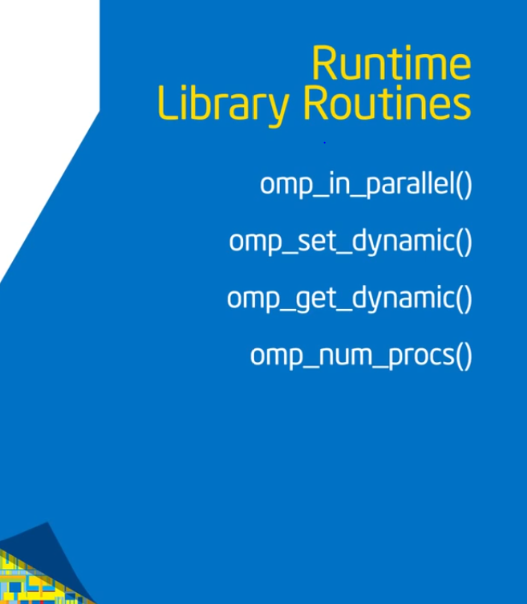 Runtime
Library Routines
omp_in_parallel()
omp_set_dynamic()
omp_get_dynamic()
omp_num_procs()